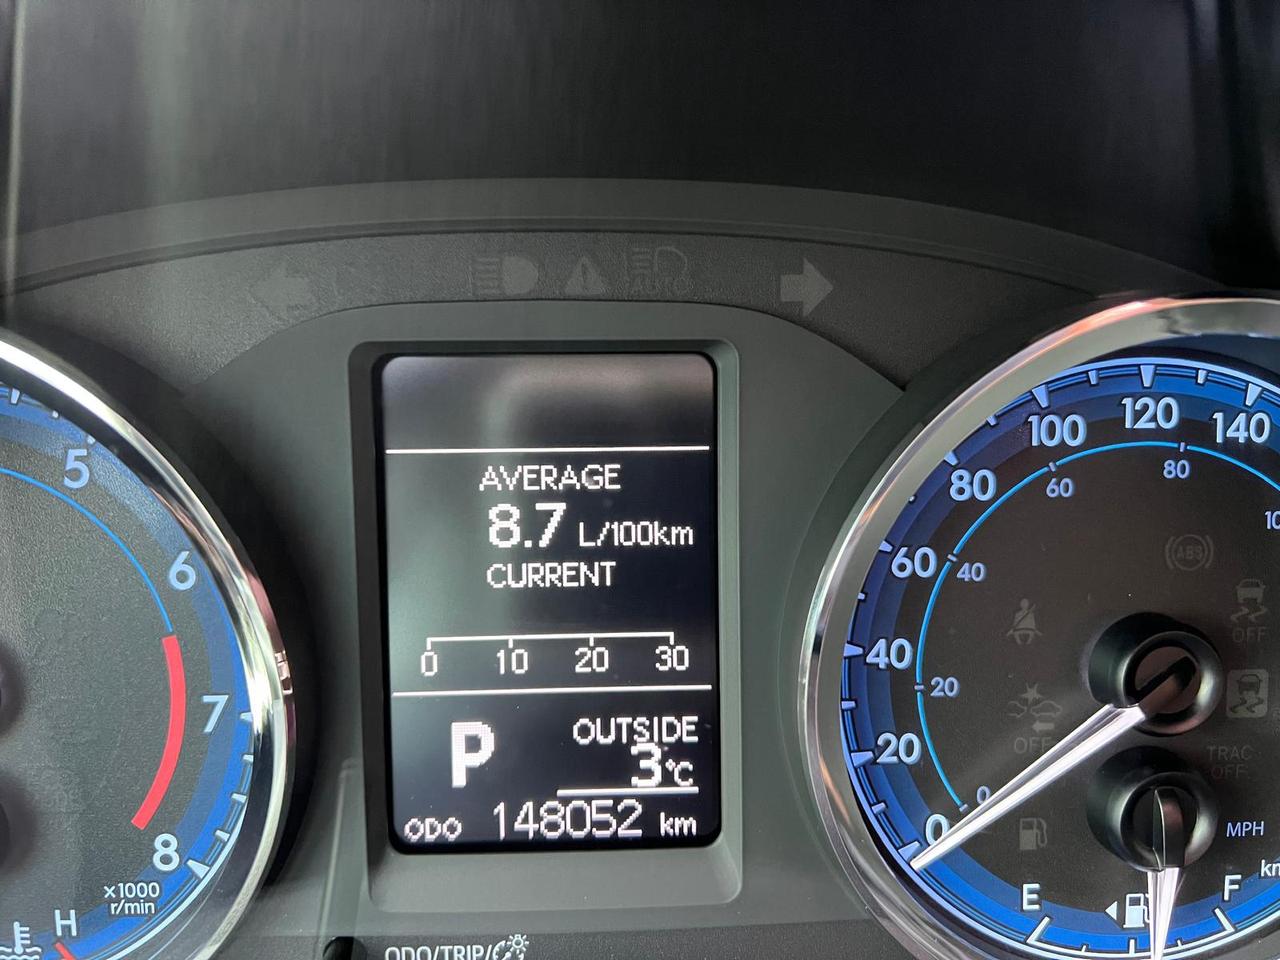 AUTO
AVERAGE
8.7 L/100km
CURRENT
0 10 20 30
P
OUTSIDE
3°C
ODO 148052 km
ODO/TRIP/
5
6
7
8
x1000
r/min
H
0
20
40
60
80
100
120
140
0
20
40
60
80
ABS
OFF
OFF
TRAC
OFF
MPH
E
F